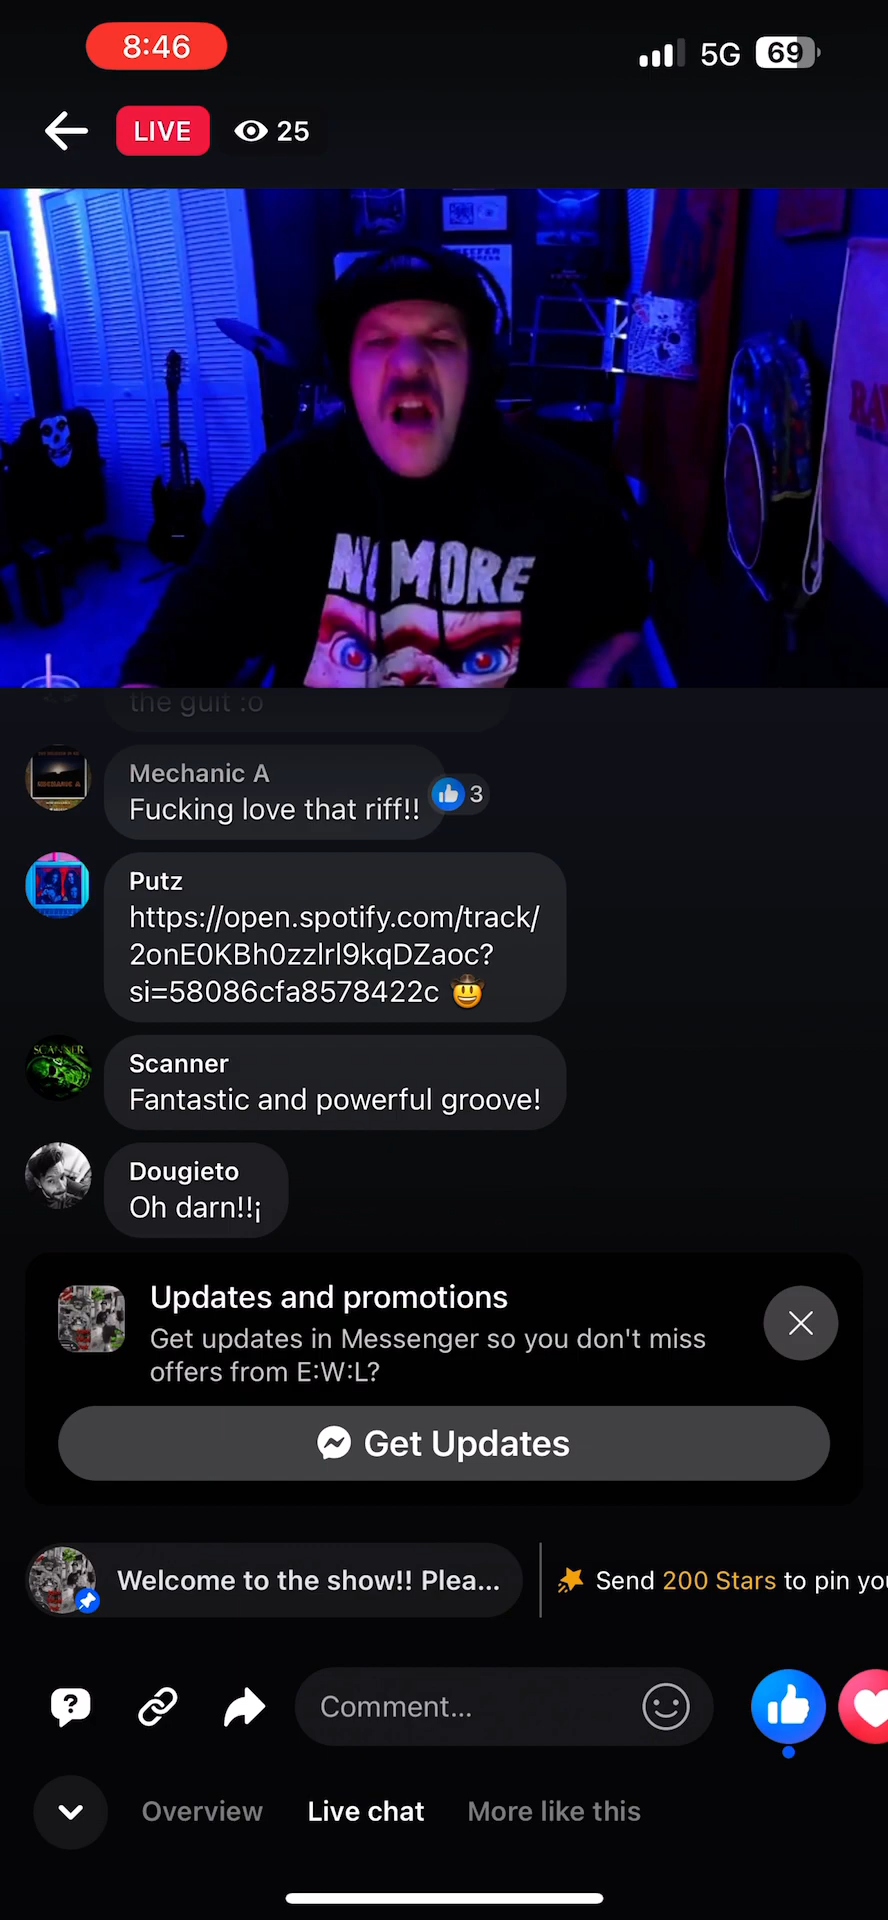 8:46
5G 69
LIVE 25
NO MORE
RA
the guit :o
Mechanic A
Fucking love that riff!!
3
Putz
https://open.spotify.com/track/
2onE0KBh0zzlrl9kqDZaoc?
si=58086cfa8578422c 🤠
SCANNER
Scanner
Fantastic and powerful groove!
Dougieto
Oh darn!!¡
Updates and promotions
Get updates in Messenger so you don't miss
offers from E:W:L?
Get Updates
Welcome to the show!! Plea...
Send 200 Stars to pin you
Comment...
Overview Live chat More like this